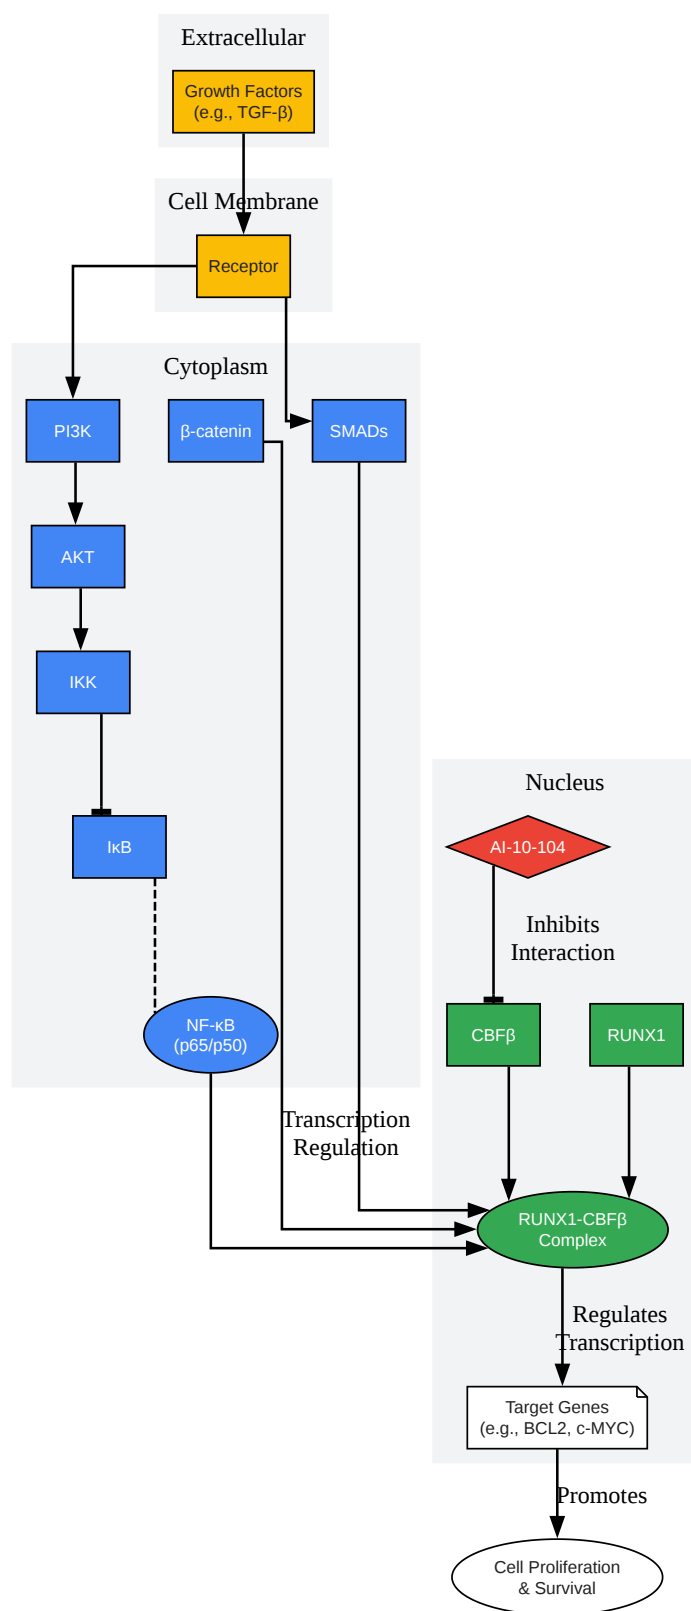 Extracellular
Growth Factors
(e.g., TGF-β)
Cell Membrane
Receptor
Cytoplasm
PI3K
β-catenin
SMADs
AKT
IKK
IκB
NF-κB
(p65/p50)
Nucleus
AI-10-104
Inhibits
Interaction
CBFβ
RUNX1
Transcription
Regulation
RUNX1-CBFβ
Complex
Regulates
Transcription
Target Genes
(e.g., BCL2, c-MYC)
Promotes
Cell Proliferation
& Survival